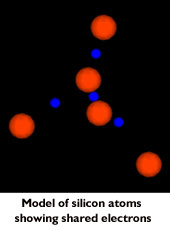 Model of silicon atoms
showing shared electrons